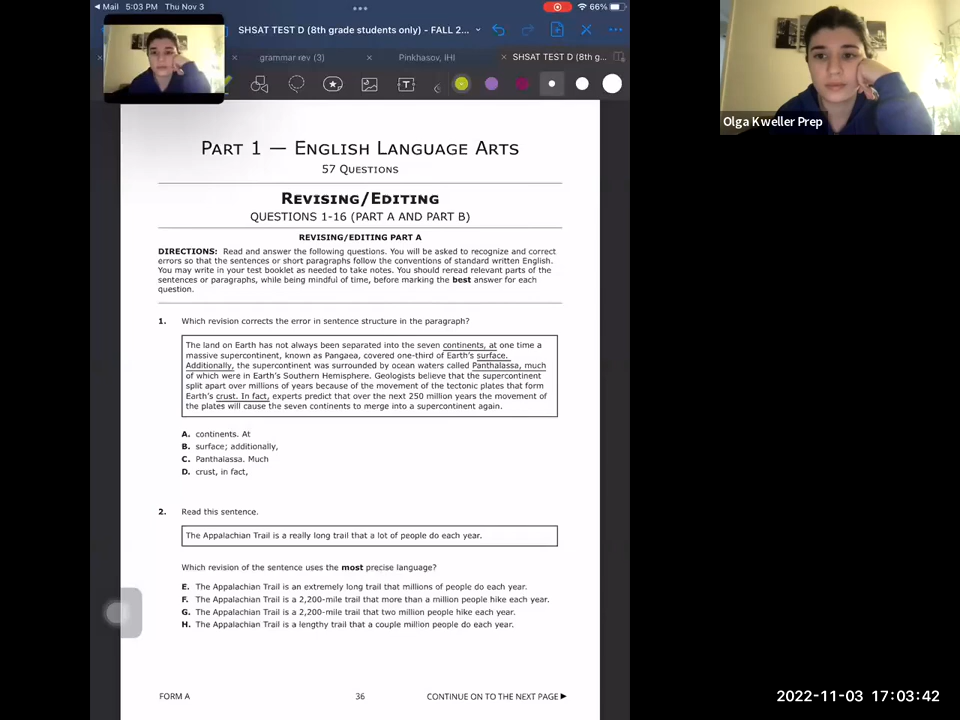 Mail 5:03 PM Thu Nov 3
66%
SHSAT TEST D (8th grade students only) - FALL 2...
grammar rev (3)
Pinkhasov, IHI
SHSAT TEST D (8th g...
Olga Kweller Prep
PART 1 — ENGLISH LANGUAGE ARTS
57 QUESTIONS
REVISING/EDITING
QUESTIONS 1-16 (PART A AND PART B)
REVISING/EDITING PART A
DIRECTIONS: Read and answer the following questions. You will be asked to recognize and correct
errors so that the sentences or short paragraphs follow the conventions of standard written English.
You may write in your test booklet as needed to take notes. You should reread relevant parts of the
sentences or paragraphs, while being mindful of time, before marking the best answer for each
question.
1. Which revision corrects the error in sentence structure in the paragraph?
The land on Earth has not always been separated into the seven continents, at one time a
massive supercontinent, known as Pangaea, covered one-third of Earth's surface.
Additionally, the supercontinent was surrounded by ocean waters called Panthalassa, much
of which were in Earth's Southern Hemisphere. Geologists believe that the supercontinent
split apart over millions of years because of the movement of the tectonic plates that form
Earth's crust. In fact, experts predict that over the next 250 million years the movement of
the plates will cause the seven continents to merge into a supercontinent again.
A. continents. At
B. surface; additionally,
C. Panthalassa. Much
D. crust, in fact,
2. Read this sentence.
The Appalachian Trail is a really long trail that a lot of people do each year.
Which revision of the sentence uses the most precise language?
E. The Appalachian Trail is an extremely long trail that millions of people do each year.
F. The Appalachian Trail is a 2,200-mile trail that more than a million people hike each year.
G. The Appalachian Trail is a 2,200-mile trail that two million people hike each year.
H. The Appalachian Trail is a lengthy trail that a couple million people do each year.
FORM A
36
CONTINUE ON TO THE NEXT PAGE
2022-11-03 17:03:42